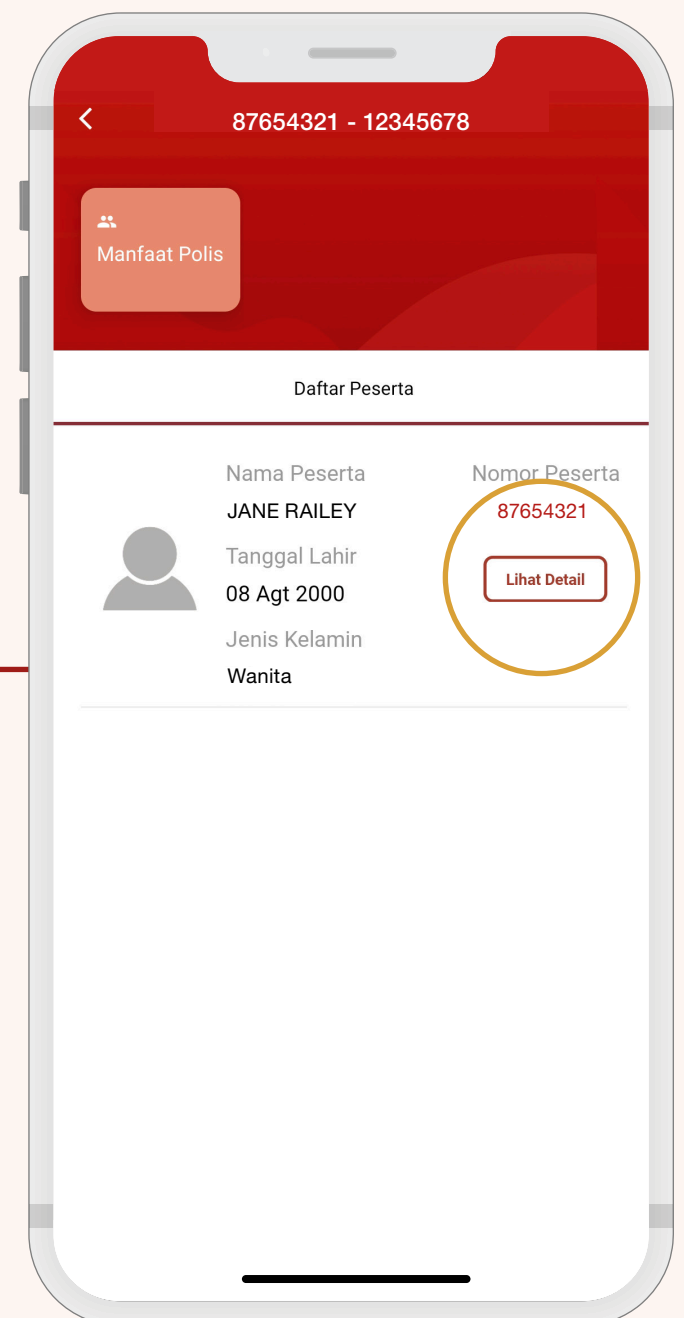 87654321 - 12345678
Manfaat Polis
Daftar Peserta
Nama Peserta
Nomor Peserta
JANE RAILEY
87654321
Tanggal Lahir
08 Agt 2000
Lihat Detail
Jenis Kelamin
Wanita